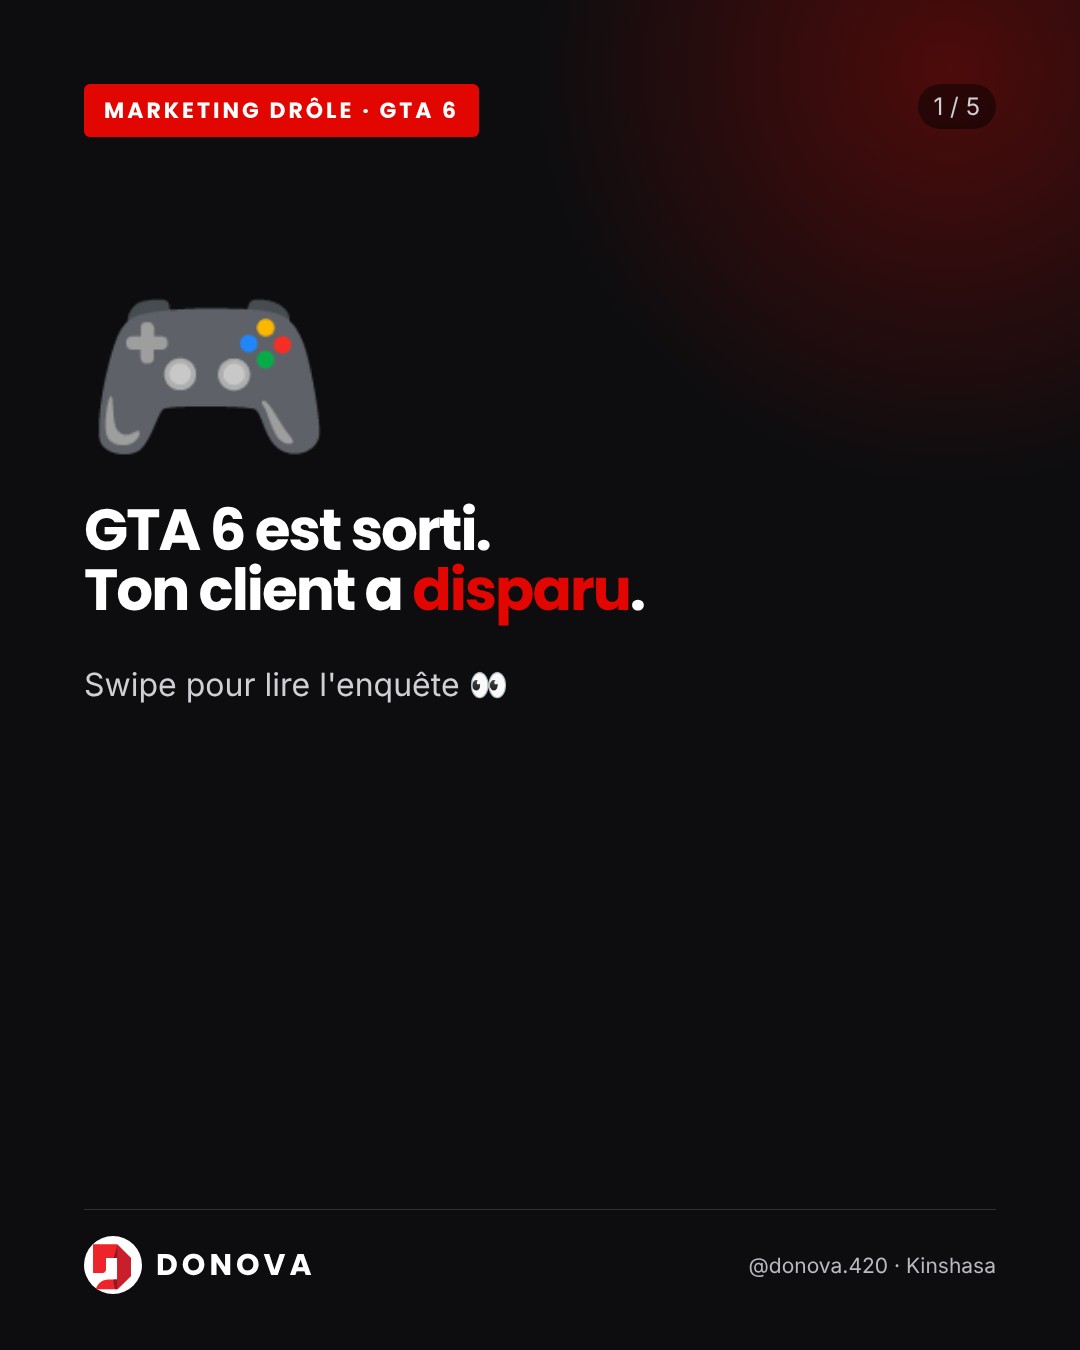 MARKETING DRÔLE · GTA 6
1 / 5
GTA 6 est sorti.
Ton client a disparu.
Swipe pour lire l'enquête 👀
DONOVA
@donova.420 · Kinshasa